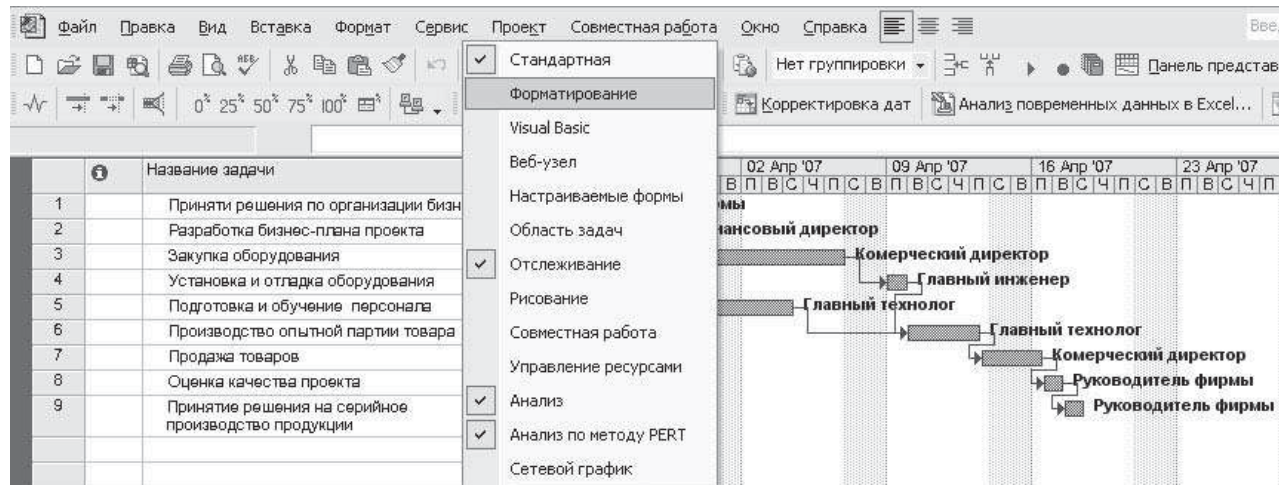 Файл Правка Вид Вставка Формат Сервис Проект Совместная работа Окно Справка
Нет группировки Панель представ
0% 25% 50% 75% 100% Корректировка дат Анализ повременных данных в Excel...
Стандартная
Форматирование
Visual Basic
Веб-узел
Настраиваемые формы
Область задач
Отслеживание
Рисование
Совместная работа
Управление ресурсами
Анализ
Анализ по методу PERT
Сетевой график
Название задачи
02 Апр '07 09 Апр '07 16 Апр '07 23 Апр '07
В П В С Ч П С В П В С Ч П С В П В С Ч П С В П В С Ч П
1 Приняти решения по организации бизн
2 Разработка бизнес-плана проекта
3 Закупка оборудования
4 Установка и отладка оборудования
5 Подготовка и обучение персонала
6 Производство опытной партии товара
7 Продажа товаров
8 Оценка качества проекта
9 Принятие решения на серийное
производство продукции
мы
нансовый директор
Комерческий директор
Главный инженер
Главный технолог
Главный технолог
Комерческий директор
Руководитель фирмы
Руководитель фирмы